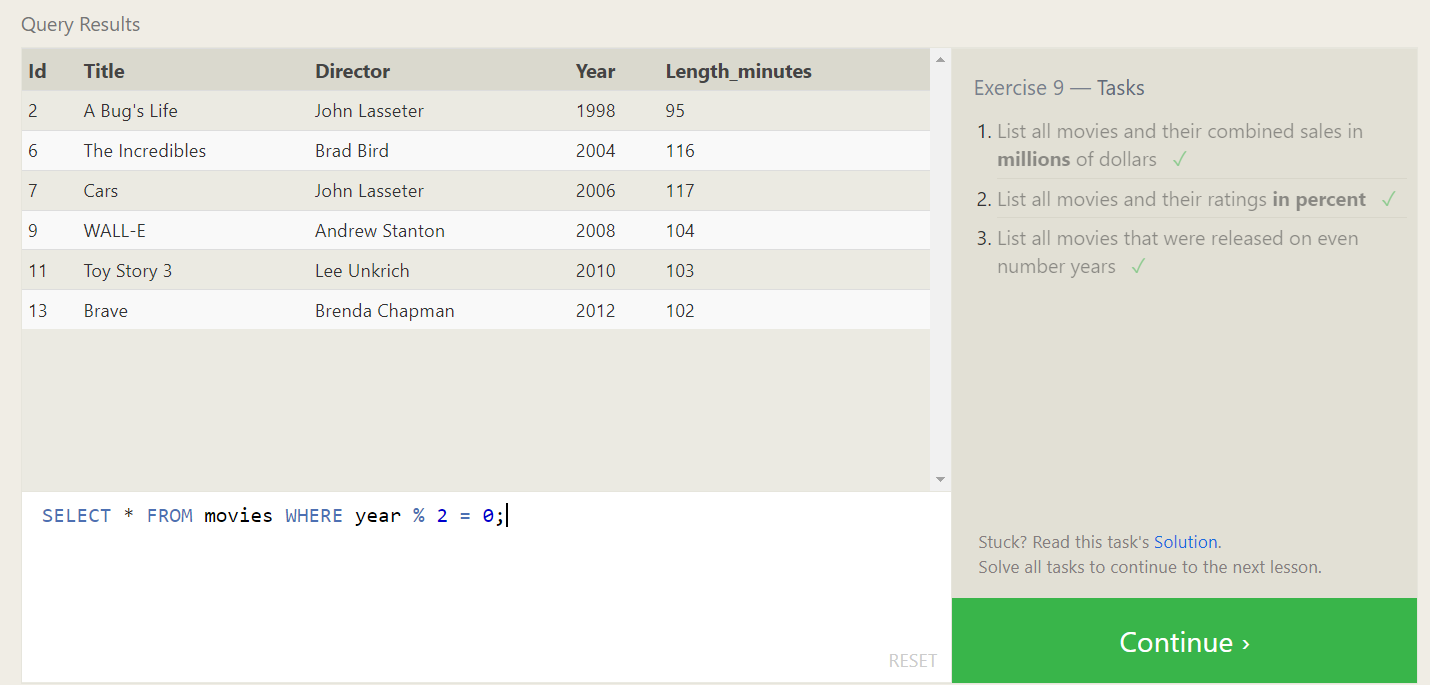 Query Results
Id Title Director Year Length_minutes
2 A Bug's Life John Lasseter 1998 95
6 The Incredibles Brad Bird 2004 116
7 Cars John Lasseter 2006 117
9 WALL-E Andrew Stanton 2008 104
11 Toy Story 3 Lee Unkrich 2010 103
13 Brave Brenda Chapman 2012 102
SELECT * FROM movies WHERE year % 2 = 0;
RESET
Exercise 9 — Tasks
1. List all movies and their combined sales in
millions of dollars ✓
2. List all movies and their ratings in percent ✓
3. List all movies that were released on even
number years ✓
Stuck? Read this task's Solution.
Solve all tasks to continue to the next lesson.
Continue ›